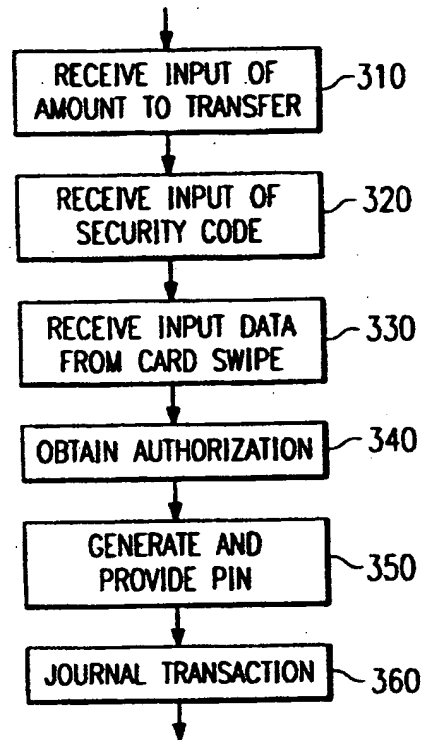 RECEIVE INPUT OF
AMOUNT TO TRANSFER
310
RECEIVE INPUT OF
SECURITY CODE
320
RECEIVE INPUT DATA
FROM CARD SWIPE
330
OBTAIN AUTHORIZATION
340
GENERATE AND
PROVIDE PIN
350
JOURNAL TRANSACTION
360